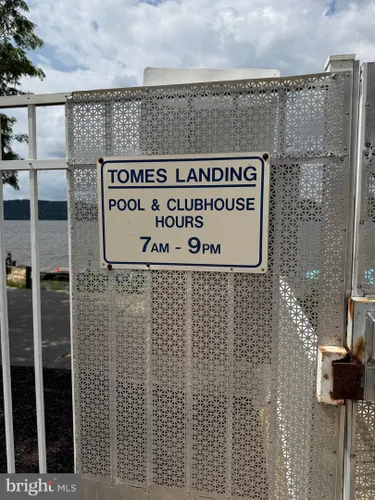 TOMES LANDING
POOL & CLUBHOUSE
HOURS
7AM - 9PM
bright MLS